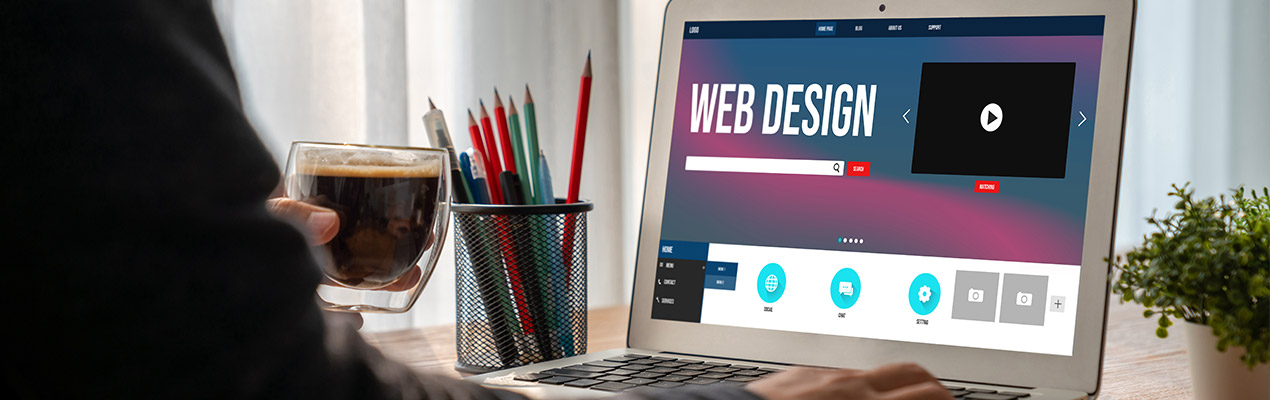 LOGO
HOME PAGE
BLOG
ABOUT US
SUPPORT
WEB DESIGN
SEARCH
WATCHING
HOME
MENU
CONTACT
SERVICES
MENU 1
MENU 2
SOCIAL
CHAT
SETTING